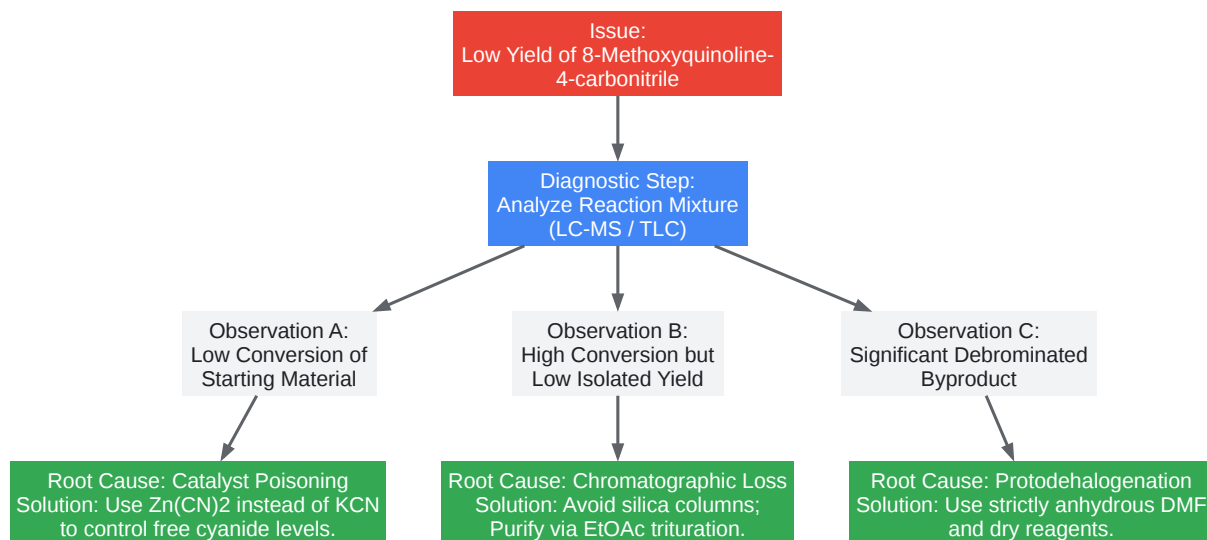 Issue:
Low Yield of 8-Methoxyquinoline-
4-carbonitrile
Diagnostic Step:
Analyze Reaction Mixture
(LC-MS / TLC)
Observation A:
Low Conversion of
Starting Material
Observation B:
High Conversion but
Low Isolated Yield
Observation C:
Significant Debrominated
Byproduct
Root Cause: Catalyst Poisoning
Solution: Use Zn(CN)2 instead of KCN
to control free cyanide levels.
Root Cause: Chromatographic Loss
Solution: Avoid silica columns;
Purify via EtOAc trituration.
Root Cause: Protodehalogenation
Solution: Use strictly anhydrous DMF
and dry reagents.